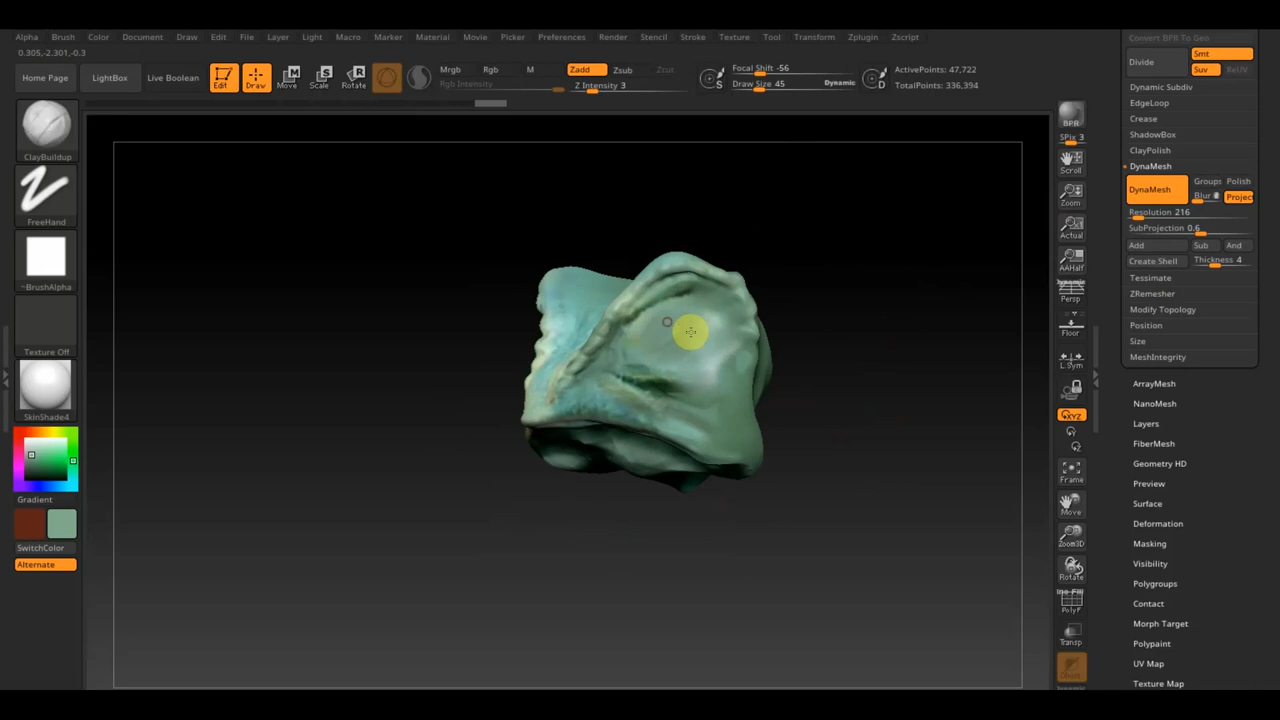 Alpha Brush Color Document Draw Edit File Layer Light Macro Marker Material Movie Picker Preferences Render Stencil Stroke Texture Tool Transform Zplugin Zscript
0.305,-2.301,-0.3
Home Page LightBox Live Boolean Edit Draw Move Scale Rotate
Mrgb Rgb M Zadd Zsub Zrut
Rgb Intensity Z Intensity 3
Focal Shift -56
Draw Size 45 Dynamic
S D
ActivePoints: 47,722
TotalPoints: 336,394
ClayBuildup
FreeHand
~BrushAlpha
Texture Off
SkinShade4
Gradient
SwitchColor
Alternate
BPR
SPix 3
Scroll
Zoom
Actual
AAHalf
Dynamic
Persp
Floor
L.Sym
XYZ
Y
Z
Frame
Move
Zoom3D
Rotate
PolyF
Transp
Dynamic
Convert BPR To Geo
Divide Smt
Suv ReUV
Dynamic Subdiv
EdgeLoop
Crease
ShadowBox
ClayPolish
DynaMesh
DynaMesh Groups Polish
Blur Projec
Resolution 216
SubProjection 0.6
Add Sub And
Create Shell Thickness 4
Tessimate
ZRemesher
Modify Topology
Position
Size
MeshIntegrity
ArrayMesh
NanoMesh
Layers
FiberMesh
Geometry HD
Preview
Surface
Deformation
Masking
Visibility
Polygroups
Contact
Morph Target
Polypaint
UV Map
Texture Map